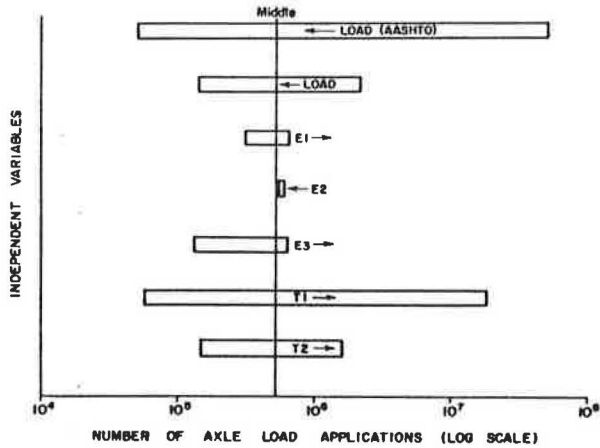 Middle
← LOAD (AASHTO)
← LOAD
E1 →
← E2
E3 →
T1 →
T2 →
INDEPENDENT VARIABLES
10⁴ 10⁵ 10⁶ 10⁷ 10⁸
NUMBER OF AXLE LOAD APPLICATIONS (LOG SCALE)